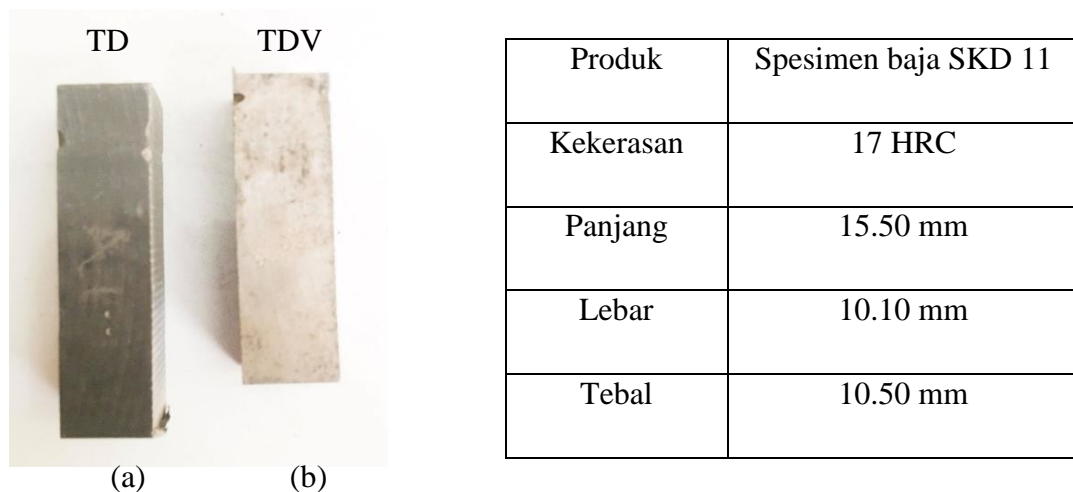 TD TDV
(a) (b)
Produk Spesimen baja SKD 11
Kekerasan 17 HRC
Panjang 15.50 mm
Lebar 10.10 mm
Tebal 10.50 mm